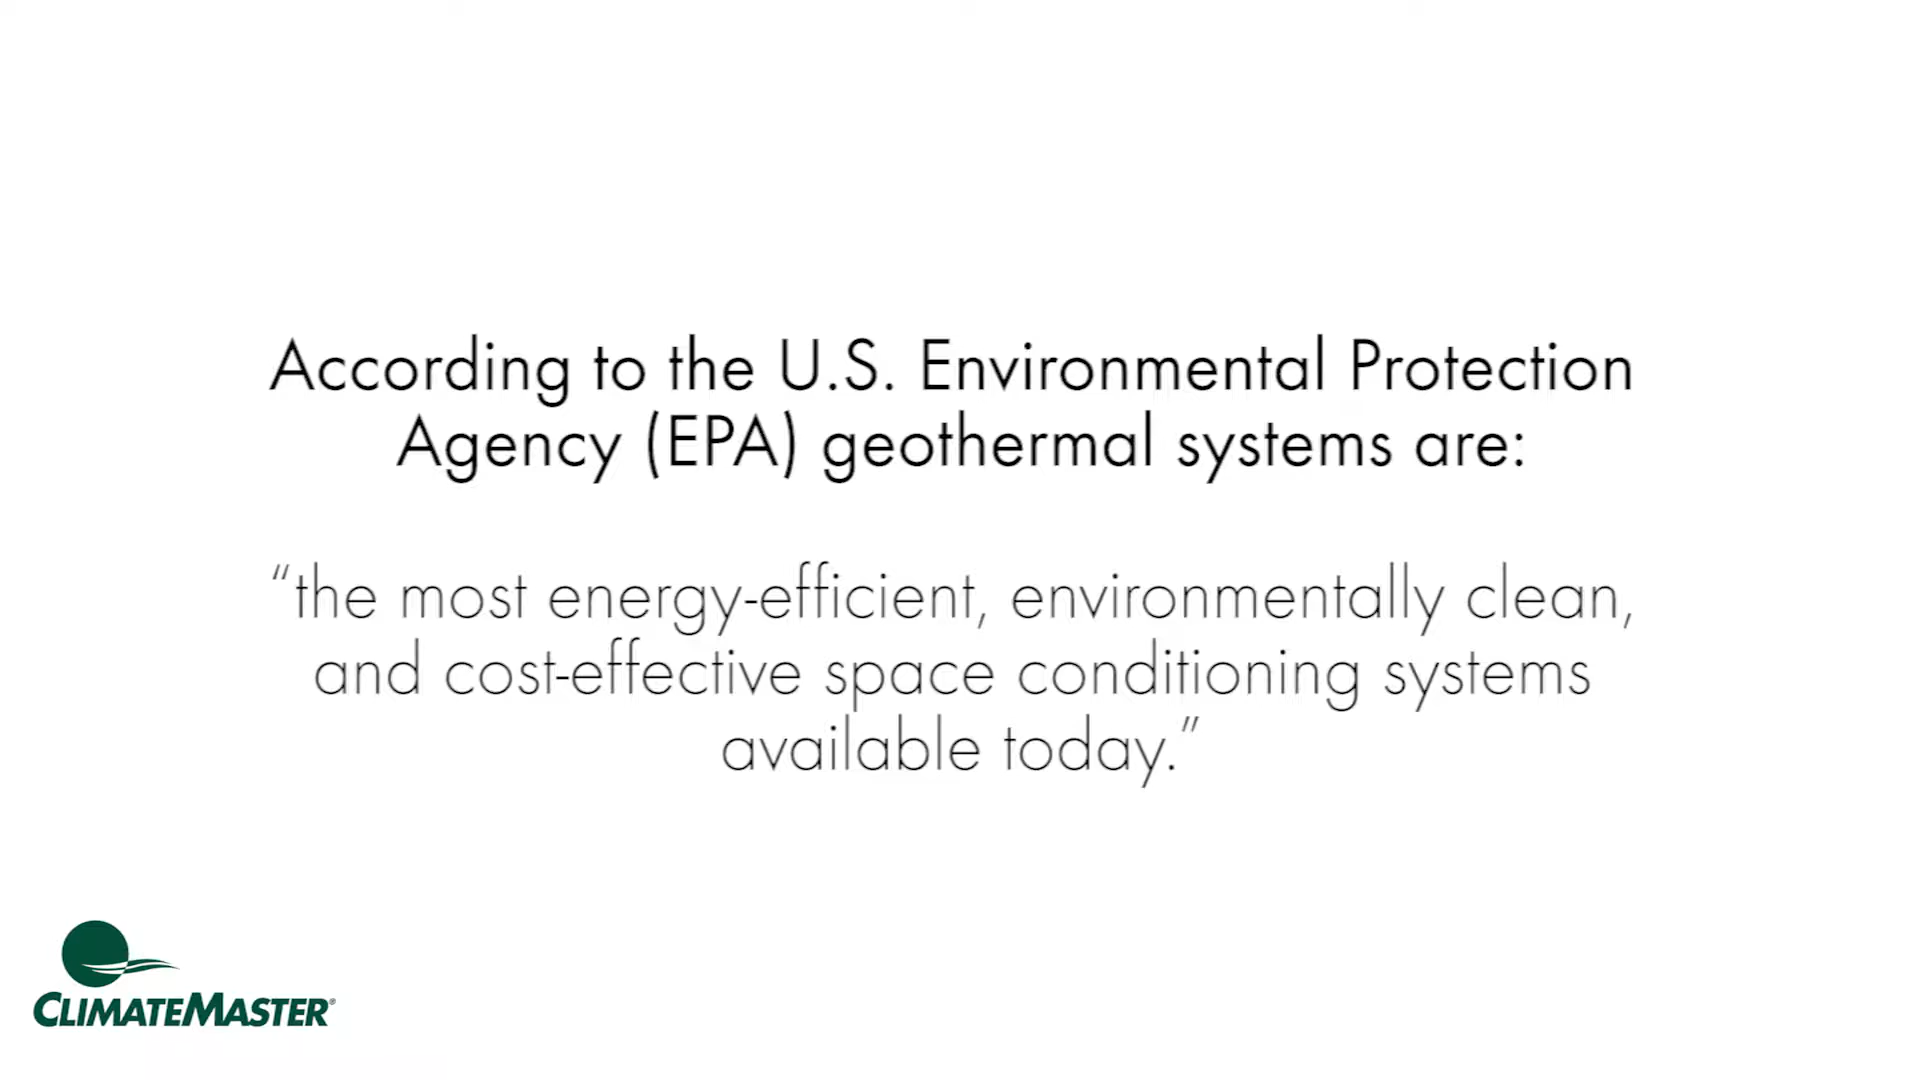 According to the U.S. Environmental Protection
Agency (EPA) geothermal systems are:
“the most energy-efficient, environmentally clean,
and cost-effective space conditioning systems
available today.”
CLIMATEMASTER®